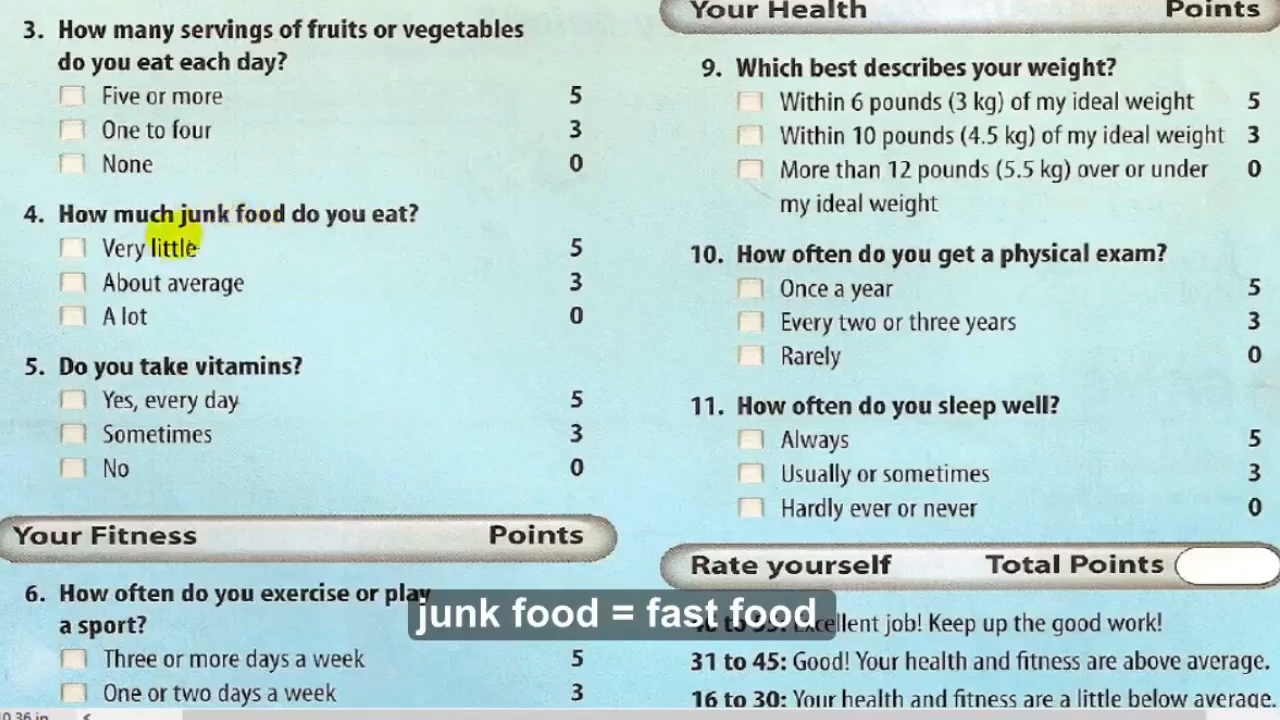 3. How many servings of fruits or vegetables
do you eat each day?
Five or more 5
One to four 3
None 0
4. How much junk food do you eat?
Very little 5
About average 3
A lot 0
5. Do you take vitamins?
Yes, every day 5
Sometimes 3
No 0
Your Fitness Points
6. How often do you exercise or play
a sport?
Three or more days a week 5
One or two days a week 3
Your Health Points
9. Which best describes your weight?
Within 6 pounds (3 kg) of my ideal weight 5
Within 10 pounds (4.5 kg) of my ideal weight 3
More than 12 pounds (5.5 kg) over or under 0
my ideal weight
10. How often do you get a physical exam?
Once a year 5
Every two or three years 3
Rarely 0
11. How often do you sleep well?
Always 5
Usually or sometimes 3
Hardly ever or never 0
Rate yourself Total Points
Excellent job! Keep up the good work!
31 to 45: Good! Your health and fitness are above average.
16 to 30: Your health and fitness are a little below average.
junk food = fast food